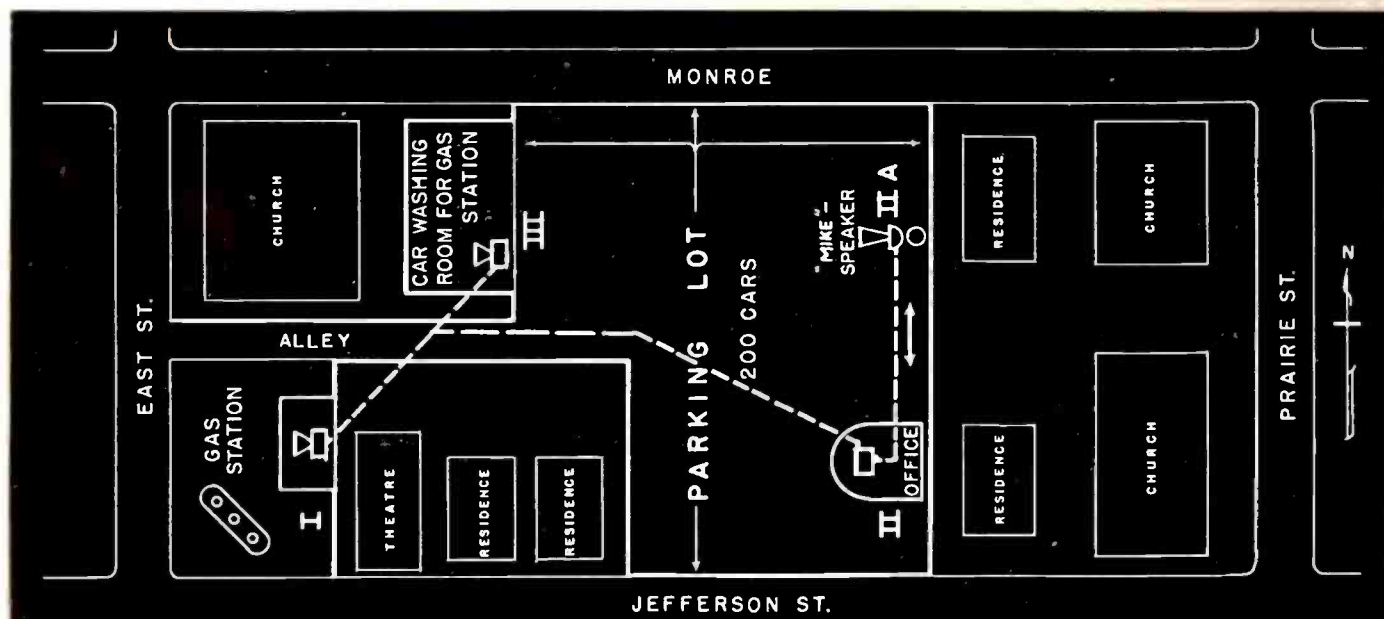 MONROE
CHURCH
CAR WASHING
ROOM FOR GAS
STATION
III
PARKING LOT
200 CARS
"MIKE"-
SPEAKER
II A
RESIDENCE
CHURCH
EAST ST.
ALLEY
GAS
STATION
I
THEATRE
RESIDENCE
RESIDENCE
OFFICE
II
RESIDENCE
CHURCH
PRAIRIE ST.
N
JEFFERSON ST.